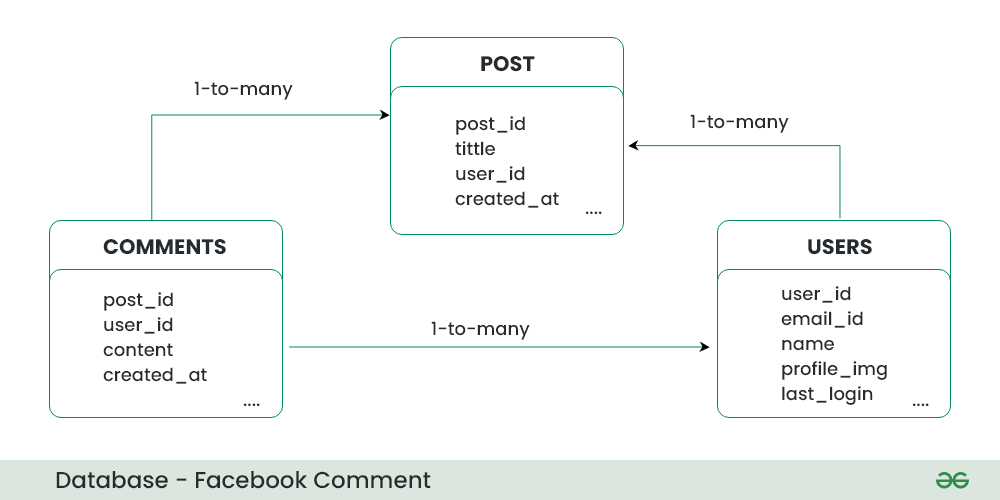 POST
post_id
tittle
user_id
created_at
....
1-to-many
1-to-many
COMMENTS
post_id
user_id
content
created_at
....
1-to-many
USERS
user_id
email_id
name
profile_img
last_login
....
Database - Facebook Comment